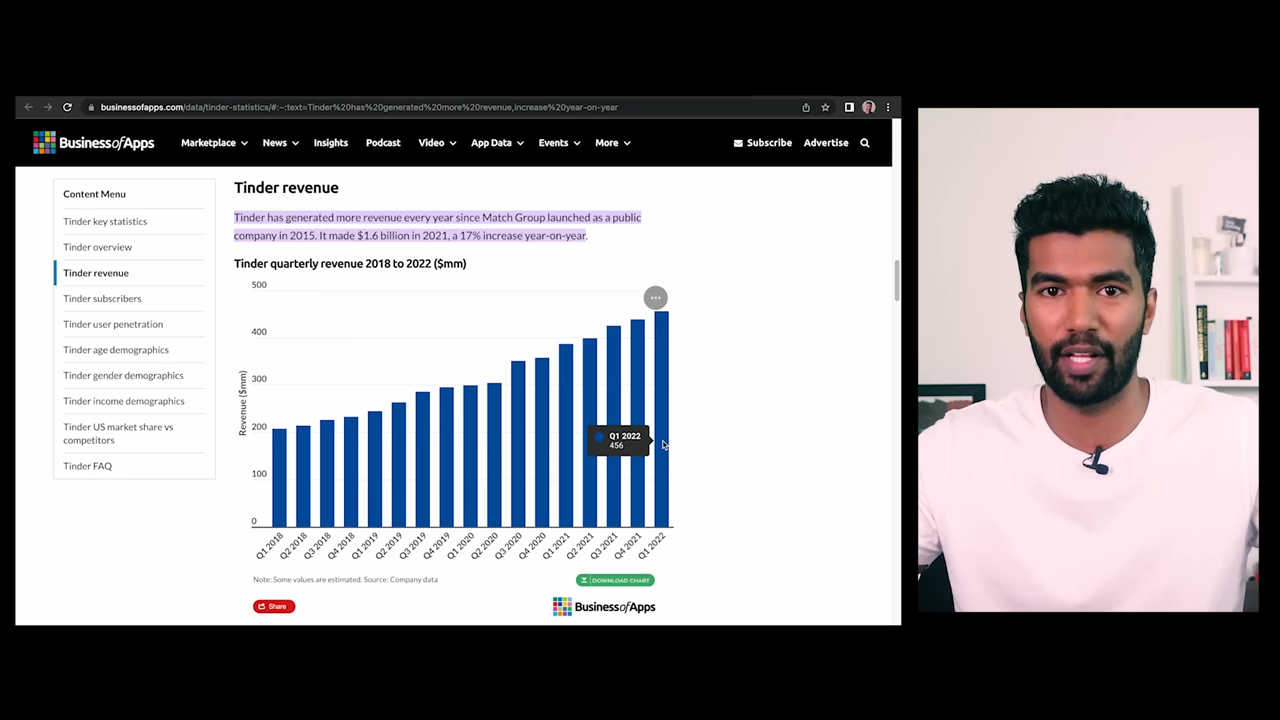 businessofapps.com/data/tinder-statistics/#:~:text=Tinder%20has%20generated%20more%20revenue,increase%20year-on-year
BusinessofApps
Marketplace
News
Insights
Podcast
Video
App Data
Events
More
Subscribe
Advertise
Content Menu
Tinder key statistics
Tinder overview
Tinder revenue
Tinder subscribers
Tinder user penetration
Tinder age demographics
Tinder gender demographics
Tinder income demographics
Tinder US market share vs
competitors
Tinder FAQ
Tinder revenue
Tinder has generated more revenue every year since Match Group launched as a public
company in 2015. It made $1.6 billion in 2021, a 17% increase year-on-year.
Tinder quarterly revenue 2018 to 2022 ($mm)
500
400
300
200
100
0
Revenue ($mm)
Q1 2022
456
Q1 2018
Q2 2018
Q3 2018
Q4 2018
Q1 2019
Q2 2019
Q3 2019
Q4 2019
Q1 2020
Q2 2020
Q3 2020
Q4 2020
Q1 2021
Q2 2021
Q3 2021
Q4 2021
Q1 2022
Note: Some values are estimated. Source: Company data
DOWNLOAD CHART
Share
BusinessofApps